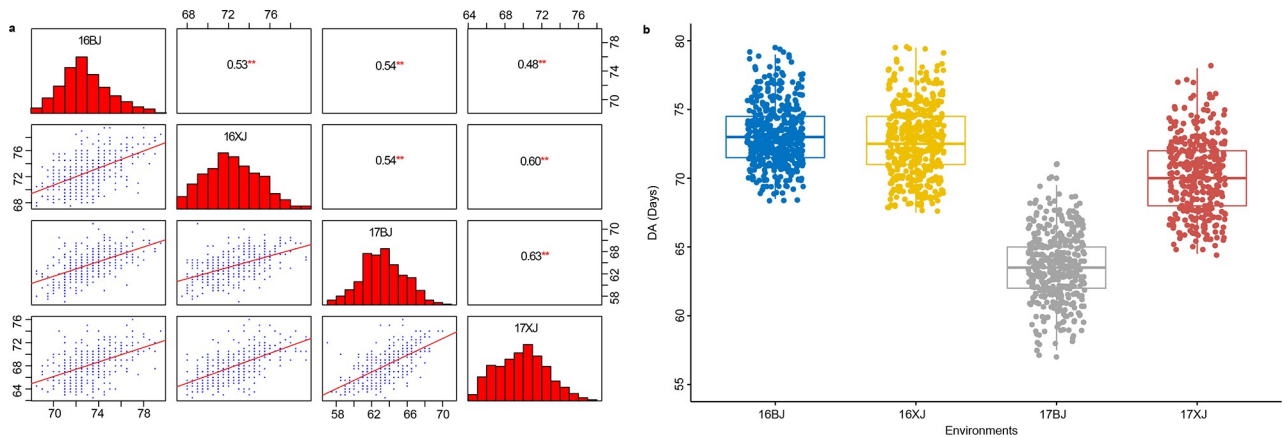 a
68 72 76
64 68 72 76
16BJ
0.53**
0.54**
0.48**
70 74 78
68 72 76
16XJ
0.54**
0.60**
17BJ
0.63**
58 62 66 70
64 68 72 76
17XJ
70 74 78
58 62 66 70
b
80
75
70
65
60
55
DA (Days)
16BJ 16XJ 17BJ 17XJ
Environments